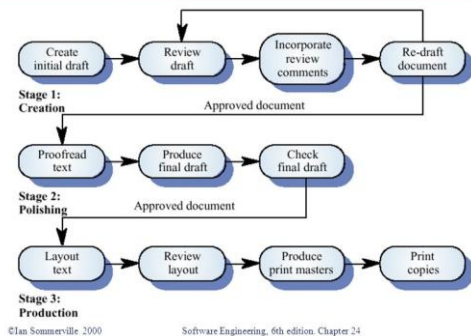 Create
initial draft
Review
draft
Incorporate
review
comments
Re-draft
document
Stage 1:
Creation
Approved document
Proofread
text
Produce
final draft
Check
final draft
Stage 2:
Polishing
Approved document
Layout
text
Review
layout
Produce
print masters
Print
copies
Stage 3:
Production
©Ian Sommerville 2000
Software Engineering, 6th edition. Chapter 24